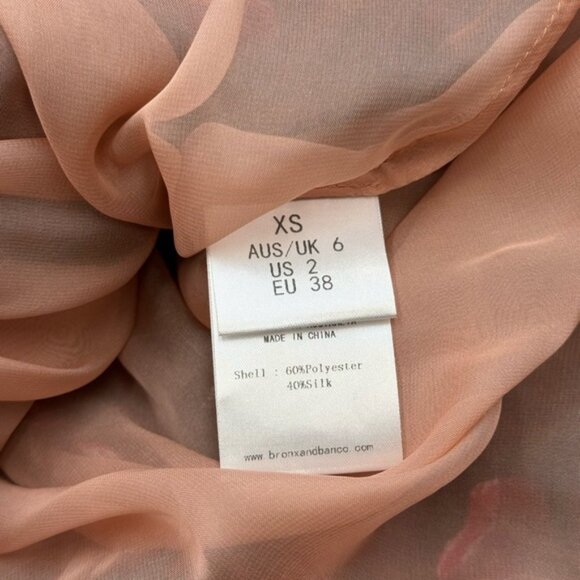 XS
AUS/UK 6
US 2
EU 38
MADE IN CHINA
Shell : 60%Polyester
40%Silk
www.bronxandbanco.com